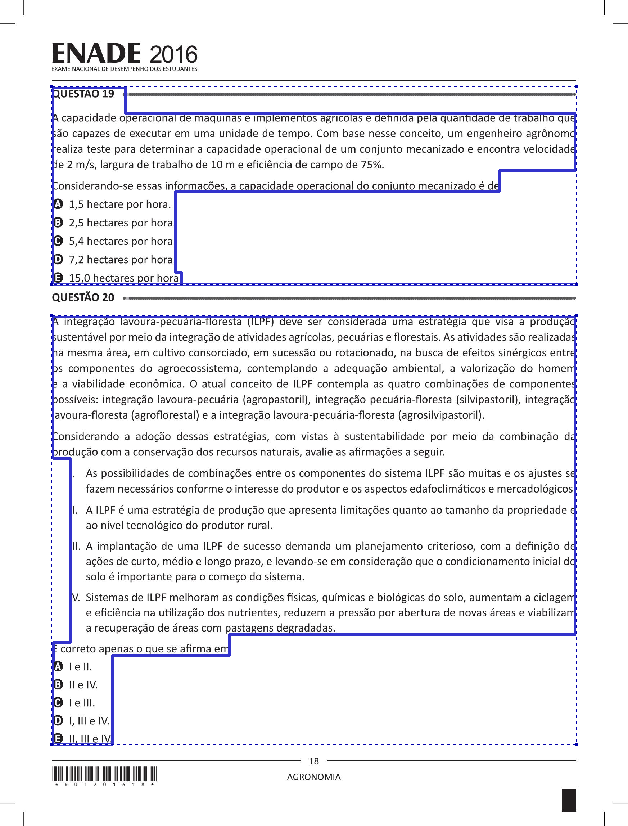 ENADE 2016
EXAME NACIONAL DE DESEMPENHO DOS ESTUDANTES
QUESTÃO 19
A capacidade operacional de máquinas e implementos agrícolas é definida pela quantidade de trabalho que
são capazes de executar em uma unidade de tempo. Com base nesse conceito, um engenheiro agrônomo
realiza teste para determinar a capacidade operacional de um conjunto mecanizado e encontra velocidade
de 2 m/s, largura de trabalho de 10 m e eficiência de campo de 75%.
Considerando-se essas informações, a capacidade operacional do conjunto mecanizado é de
A 1,5 hectare por hora.
B 2,5 hectares por hora
C 5,4 hectares por hora
D 7,2 hectares por hora
E 15,0 hectares por hora
QUESTÃO 20
A integração lavoura-pecuária-floresta (ILPF) deve ser considerada uma estratégia que visa a produção
sustentável por meio da integração de atividades agrícolas, pecuárias e florestais. As atividades são realizadas
na mesma área, em cultivo consorciado, em sucessão ou rotacionado, na busca de efeitos sinérgicos entre
os componentes do agroecossistema, contemplando a adequação ambiental, a valorização do homem
e a viabilidade econômica. O atual conceito de ILPF contempla as quatro combinações de componentes
possíveis: integração lavoura-pecuária (agropastoril), integração pecuária-floresta (silvipastoril), integração
lavoura-floresta (agroflorestal) e a integração lavoura-pecuária-floresta (agrosilvipastoril).
Considerando a adoção dessas estratégias, com vistas à sustentabilidade por meio da combinação da
produção com a conservação dos recursos naturais, avalie as afirmações a seguir.
. As possibilidades de combinações entre os componentes do sistema ILPF são muitas e os ajustes se
fazem necessários conforme o interesse do produtor e os aspectos edafoclimáticos e mercadológicos
I. A ILPF é uma estratégia de produção que apresenta limitações quanto ao tamanho da propriedade e
ao nível tecnológico do produtor rural.
II. A implantação de uma ILPF de sucesso demanda um planejamento criterioso, com a definição de
ações de curto, médio e longo prazo, e levando-se em consideração que o condicionamento inicial do
solo é importante para o começo do sistema.
V. Sistemas de ILPF melhoram as condições físicas, químicas e biológicas do solo, aumentam a ciclagem
e eficiência na utilização dos nutrientes, reduzem a pressão por abertura de novas áreas e viabilizam
a recuperação de áreas com pastagens degradadas.
É correto apenas o que se afirma em
A I e II.
B II e IV.
C I e III.
D I, III e IV.
E II, III e IV.
18
AGRONOMIA